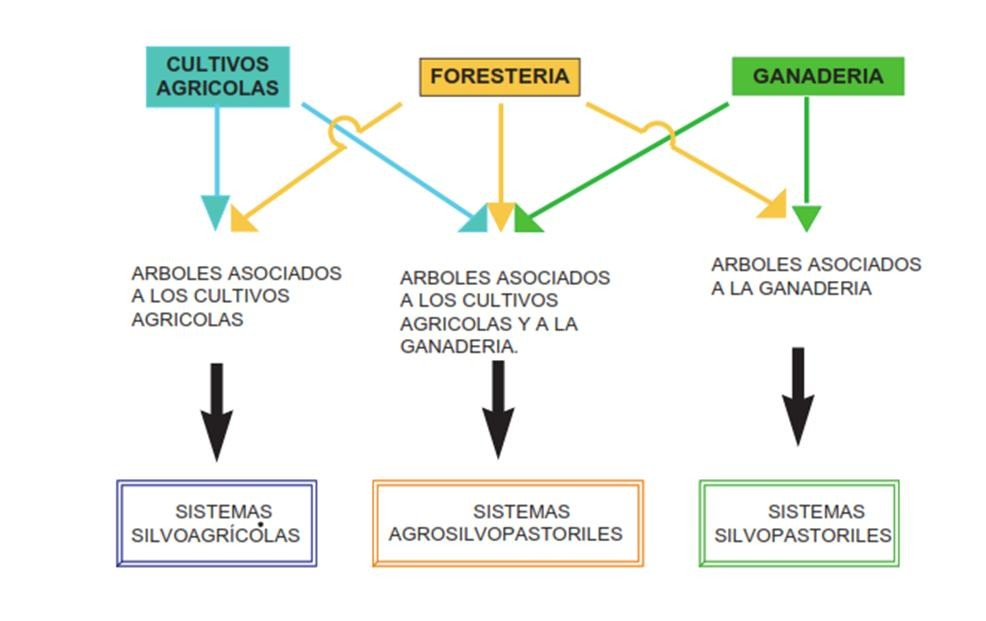 CULTIVOS
AGRICOLAS
FORESTERIA
GANADERIA
ARBOLES ASOCIADOS
A LOS CULTIVOS
AGRICOLAS
ARBOLES ASOCIADOS
A LOS CULTIVOS
AGRICOLAS Y A LA
GANADERIA.
ARBOLES ASOCIADOS
A LA GANADERIA
SISTEMAS
SILVOAGRÍCOLAS
SISTEMAS
AGROSILVOPASTORILES
SISTEMAS
SILVOPASTORILES